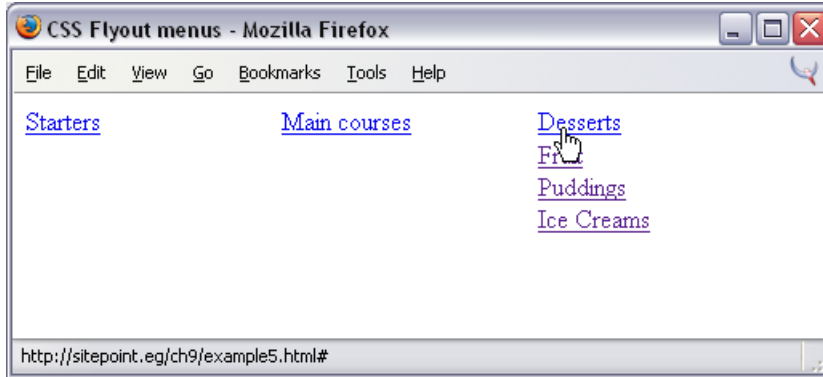 CSS Flyout menus - Mozilla Firefox
File Edit View Go Bookmarks Tools Help
Starters Main courses Desserts
Puddings
Ice Creams
http://sitepoint.eg/ch9/example5.html#